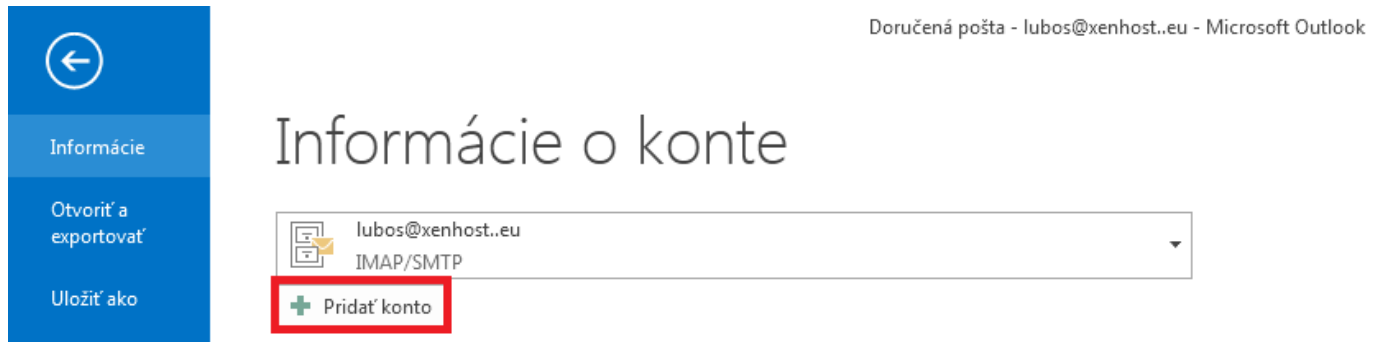 Doručená pošta - lubos@xenhost..eu - Microsoft Outlook
Informácie
Informácie o konte
Otvoriť a
exportovať
lubos@xenhost..eu
IMAP/SMTP
Uložiť ako
Pridať konto